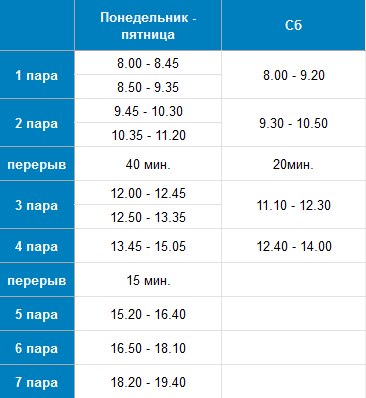 Понедельник -
пятница
Сб
1 пара
8.00 - 8.45
8.50 - 9.35
8.00 - 9.20
2 пара
9.45 - 10.30
10.35 - 11.20
9.30 - 10.50
перерыв
40 мин.
20мин.
3 пара
12.00 - 12.45
12.50 - 13.35
11.10 - 12.30
4 пара
13.45 - 15.05
12.40 - 14.00
перерыв
15 мин.
5 пара
15.20 - 16.40
6 пара
16.50 - 18.10
7 пара
18.20 - 19.40